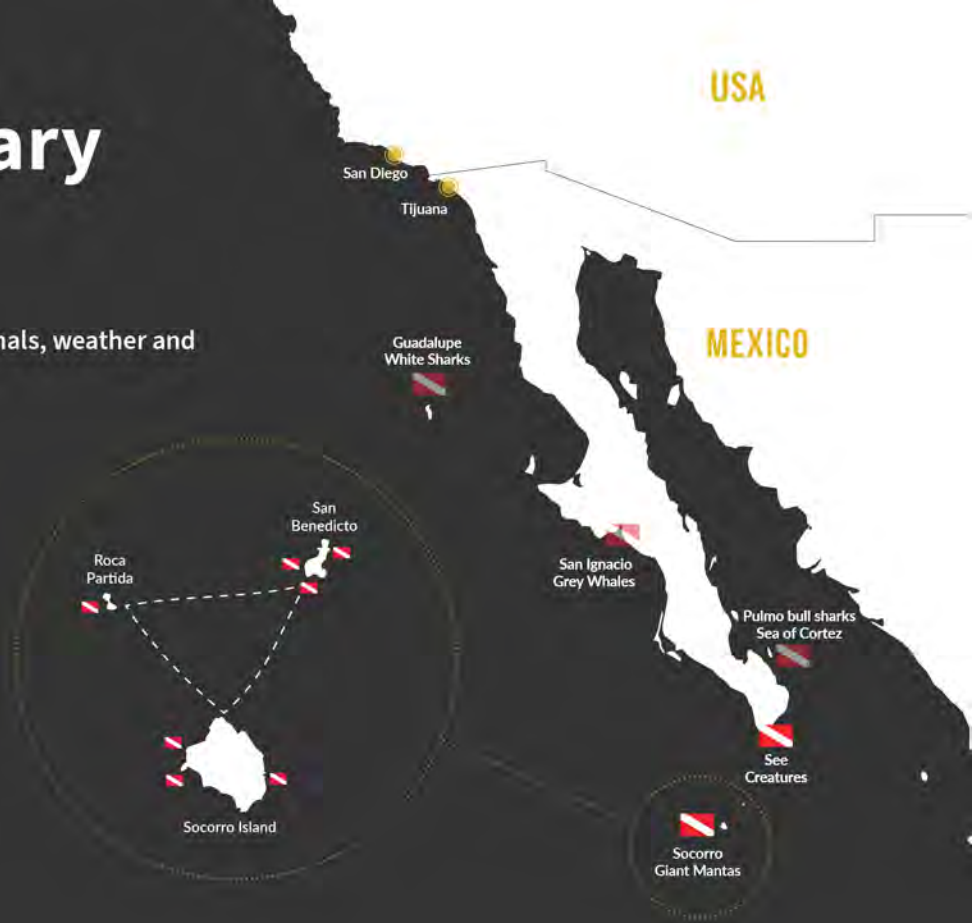 USA
ary
San Diego
Tijuana
nals, weather and
Guadalupe
White Sharks
MEXICO
San
Benedicto
Roca
Partida
San Ignacio
Grey Whales
Pulmo bull sharks
Sea of Cortez
See
Creatures
Socorro Island
Socorro
Giant Mantas